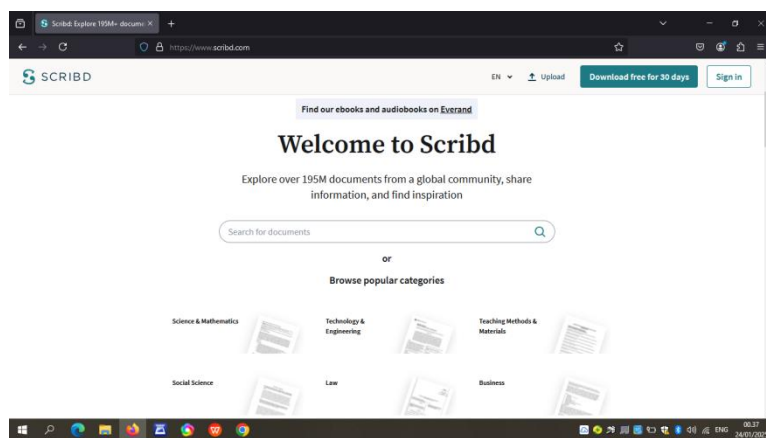 Scribd: Explore 195M+ docume
https://www.scribd.com
SCRIBD
EN
Upload
Download free for 30 days
Sign in
Find our ebooks and audiobooks on Everand
Welcome to Scribd
Explore over 195M documents from a global community, share
information, and find inspiration
Search for documents
or
Browse popular categories
Science & Mathematics
Technology &
Engineering
Teaching Methods &
Materials
Social Science
Law
Business
ENG
00.37